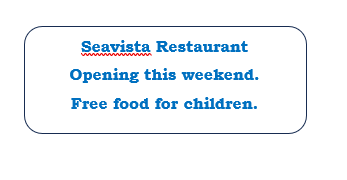 Seavista Restaurant
Opening this weekend.
Free food for children.